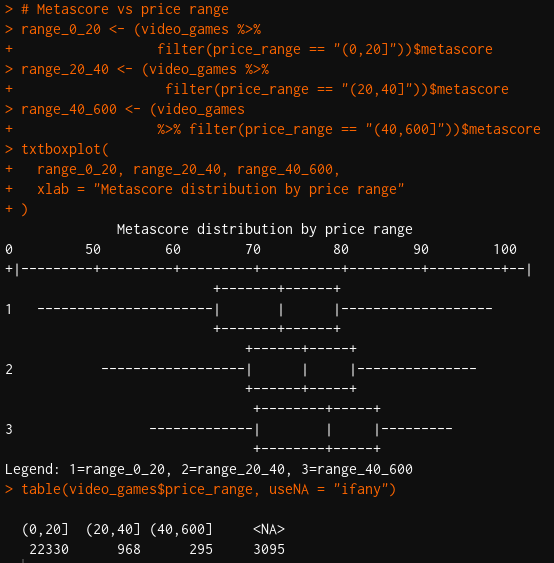 > # Metascore vs price range
> range_0_20 <- (video_games %>%
+                  filter(price_range == "(0,20]"))$metascore
> range_20_40 <- (video_games %>%
+                   filter(price_range == "(20,40]"))$metascore
> range_40_600 <- (video_games
+                  %>% filter(price_range == "(40,600]"))$metascore
> txtboxplot(
+   range_0_20, range_20_40, range_40_600,
+   xlab = "Metascore distribution by price range"
+ )
              Metascore distribution by price range
0         50        60        70        80        90        100
+|---------+---------+---------+---------+---------+---------+--|
                          +-------+------+
1   ----------------------|       |      |-------------------
                          +-------+------+
                              +------+-----+
2           ------------------|      |     |---------------
                              +------+-----+
                               +--------+-----+
3                 -------------|        |     |---------
                               +--------+-----+
Legend: 1=range_0_20, 2=range_20_40, 3=range_40_600
> table(video_games$price_range, useNA = "ifany")
  (0,20]  (20,40] (40,600]     <NA>
   22330      968      295     3095